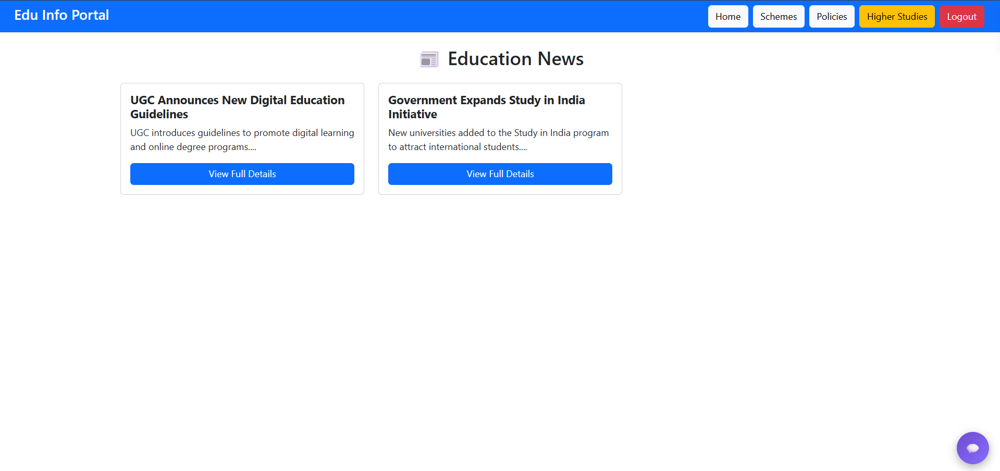 Edu Info Portal
Home
Schemes
Policies
Higher Studies
Logout
Education News
UGC Announces New Digital Education
Guidelines
UGC introduces guidelines to promote digital learning
and online degree programs....
View Full Details
Government Expands Study in India
Initiative
New universities added to the Study in India program
to attract international students....
View Full Details